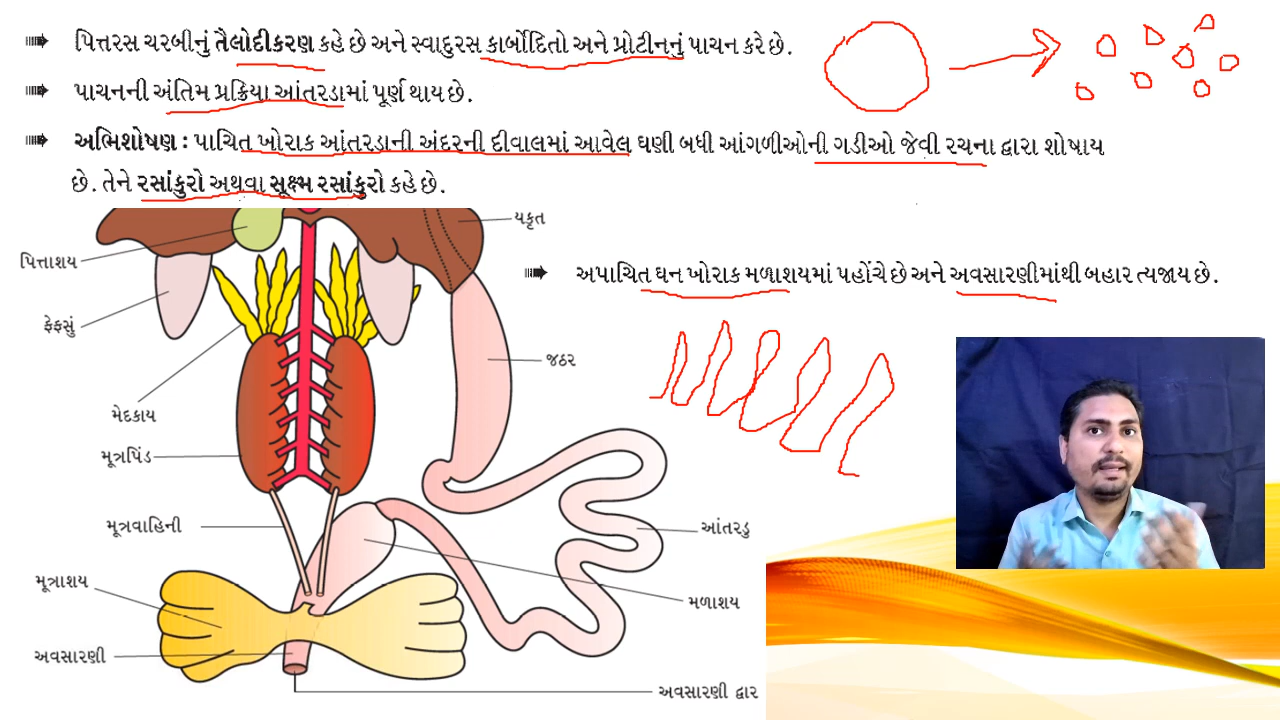 ➠ પિત્તરસ ચરબીનું તૈલોદીકરણ કહે છે અને સ્વાદુરસ કાર્બોદિતો અને પ્રોટીનનું પાચન કરે છે.
➠ પાચનની અંતિમ પ્રક્રિયા આંતરડામાં પૂર્ણ થાય છે.
➠ અભિશોષણ : પાચિત ખોરાક આંતરડાની અંદરની દીવાલમાં આવેલ ઘણી બધી આંગળીઓની ગડીઓ જેવી રચના દ્વારા શોષાય
છે. તેને રસાંકુરો અથવા સૂક્ષ્મ રસાંકુરો કહે છે.
યકૃત
પિત્તાશય
➠ અપાચિત ઘન ખોરાક મળાશયમાં પહોંચે છે અને અવસારણીમાંથી બહાર ત્યજાય છે.
ફેફસું
જઠર
મેદકાય
મૂત્રપિંડ
મૂત્રવાહિની
આંતરડુ
મૂત્રાશય
મળાશય
અવસારણી
અવસારણી દ્વાર